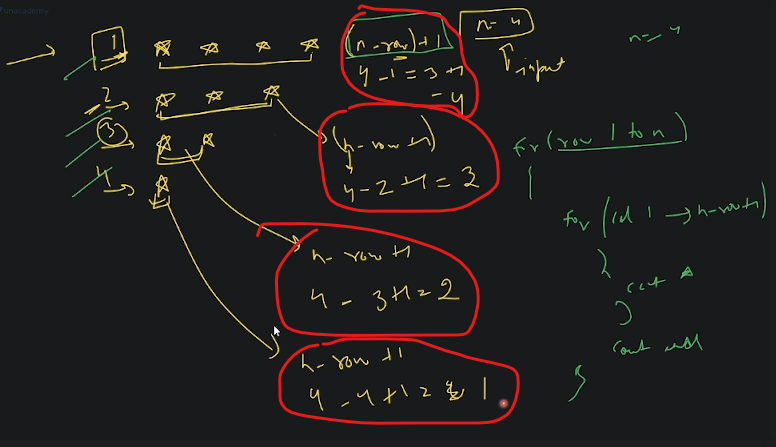 unacademy
1 ☆ ☆ ☆ ☆ (n-row)+1
4-1=3+1
=4
n=4
↑input
n=4
2 ☆ ☆ ☆
(n-row+1)
4-2+1=3
3 ☆ ☆
4 ☆
n-row+1
4-3+1=2
n-row+1
4-4+1=1
for(row 1 to n)
{
for(col 1→n-row+1)
{
cout ☆
}
cout endl
}